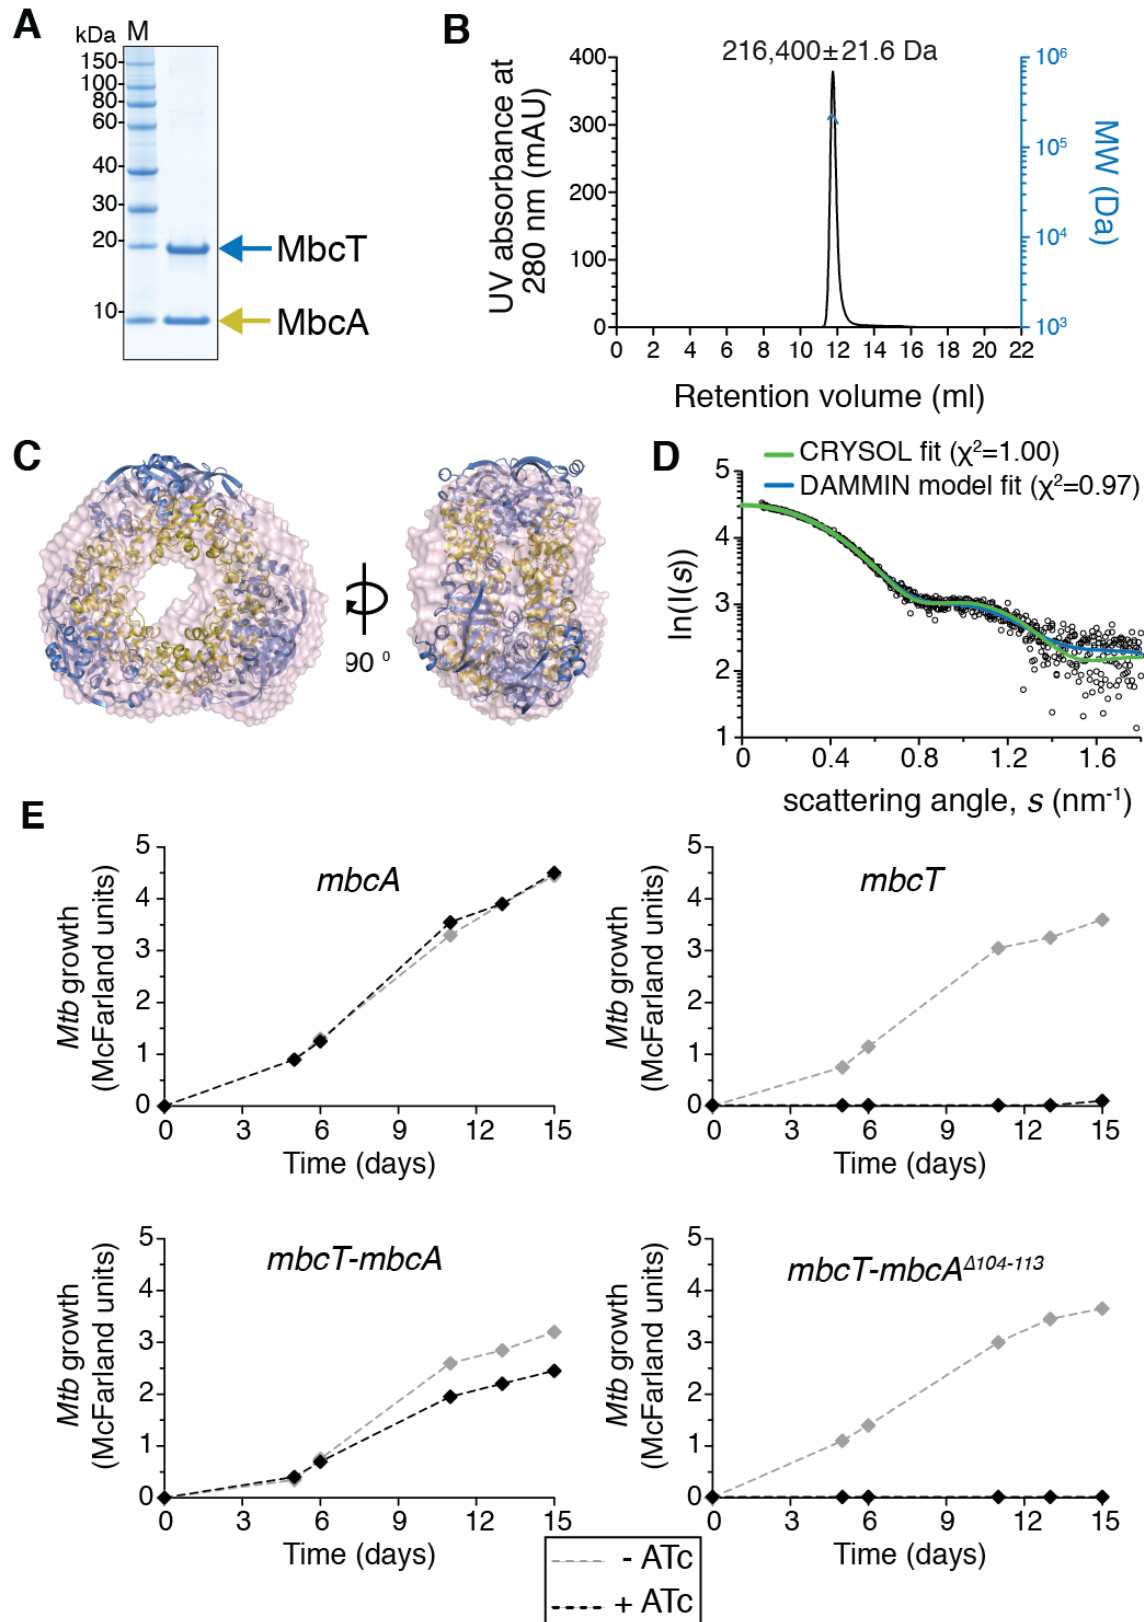 A
kDa M
150
100
80
60
40
30
20
10
MbcT
MbcA
B
216,400±21.6 Da
UV absorbance at
280 nm (mAU)
400
300
200
100
0
0 2 4 6 8 10 12 14 16 18 20 22
Retention volume (ml)
10⁶
10⁵
10⁴
10³
MW (Da)
C
90 ⁰
D
CRYSOL fit (χ²=1.00)
DAMMIN model fit (χ²=0.97)
ln(I(s))
5
4
3
2
1
0 0.4 0.8 1.2 1.6
scattering angle, s (nm⁻¹)
E
mbcA
Mtb growth
(McFarland units)
5
4
3
2
1
0
0 3 6 9 12 15
Time (days)
mbcT
Mtb growth
(McFarland units)
5
4
3
2
1
0
0 3 6 9 12 15
Time (days)
mbcT-mbcA
Mtb growth
(McFarland units)
5
4
3
2
1
0
0 3 6 9 12 15
Time (days)
mbcT-mbcA^Δ104-113
Mtb growth
(McFarland units)
5
4
3
2
1
0
0 3 6 9 12 15
Time (days)
- ATc
+ ATc